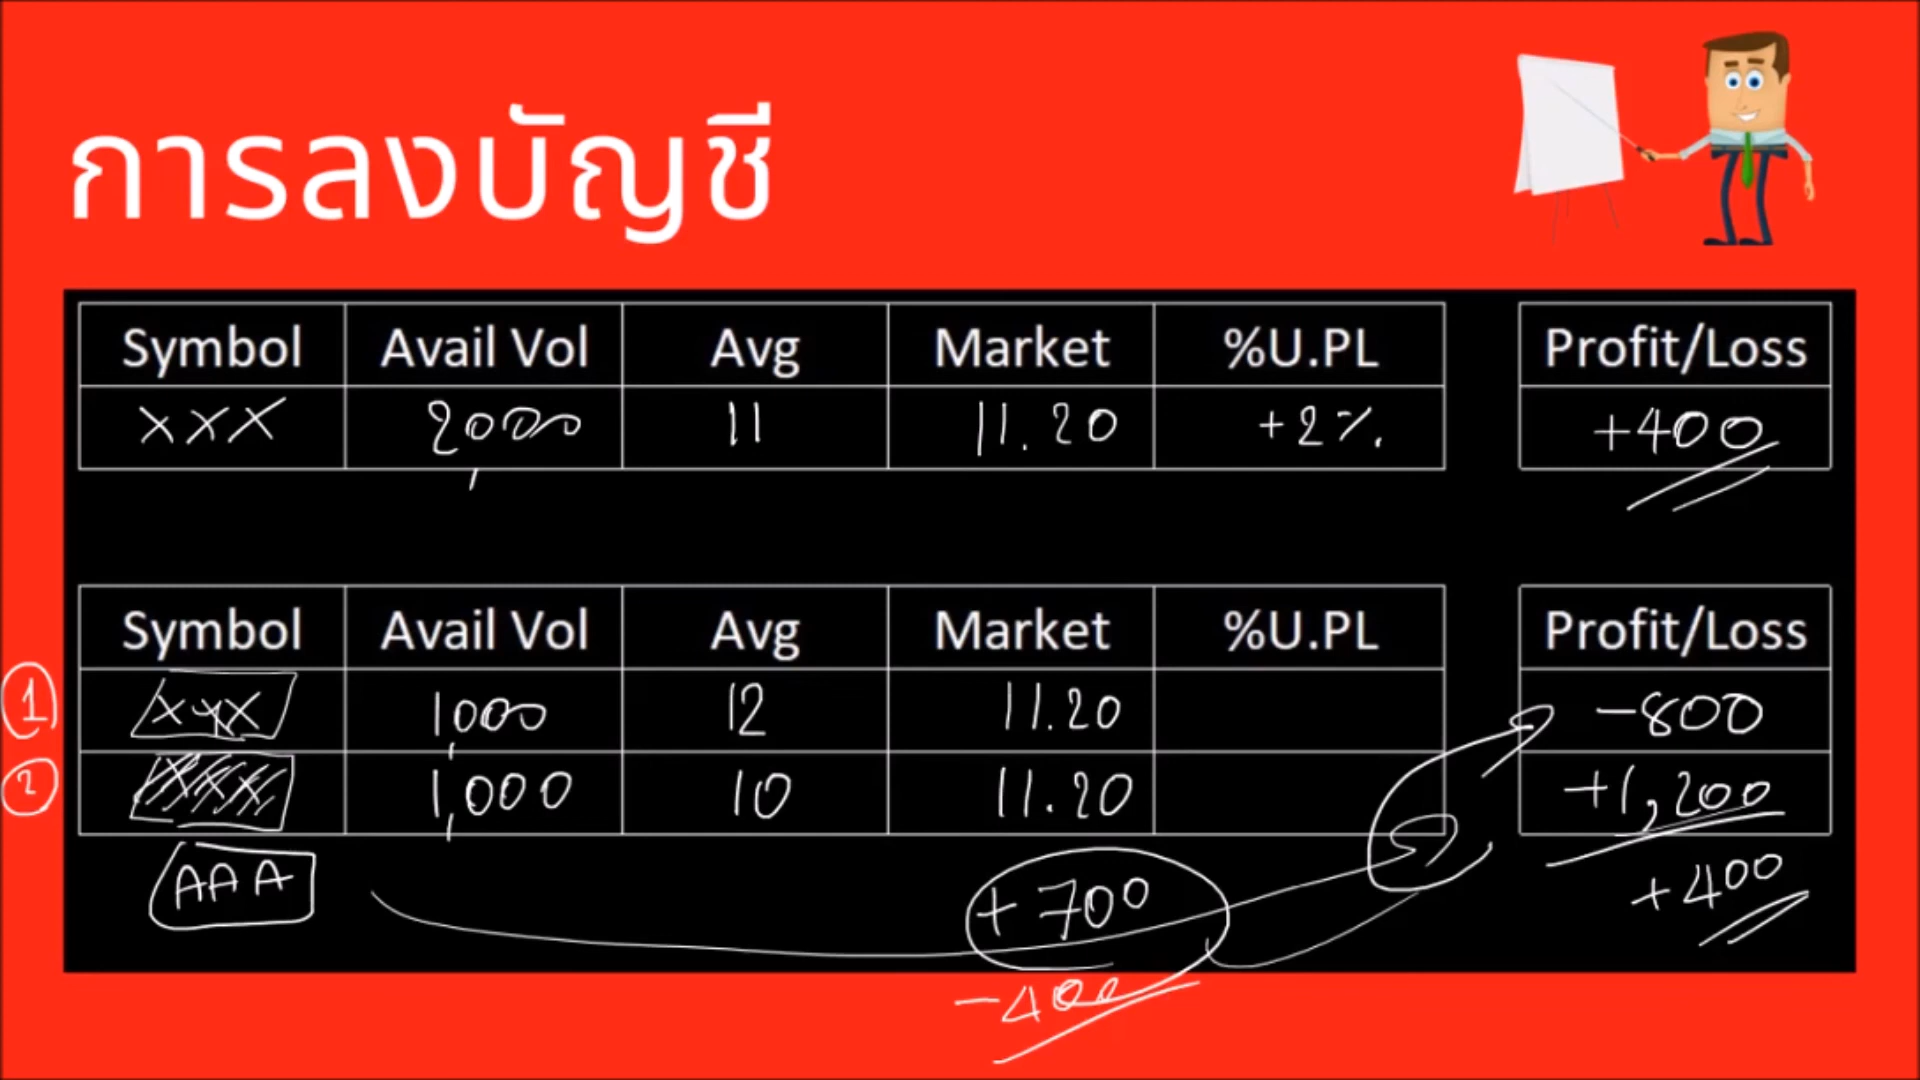 การลงบัญชี
Symbol Avail Vol Avg Market %U.PL Profit/Loss
XXX 2,000 11 11.20 +2%. +400
Symbol Avail Vol Avg Market %U.PL Profit/Loss
1 1,000 12 11.20 -800
2 XXX 1,000 10 11.20 +1,200
AAA +700 +400
-400